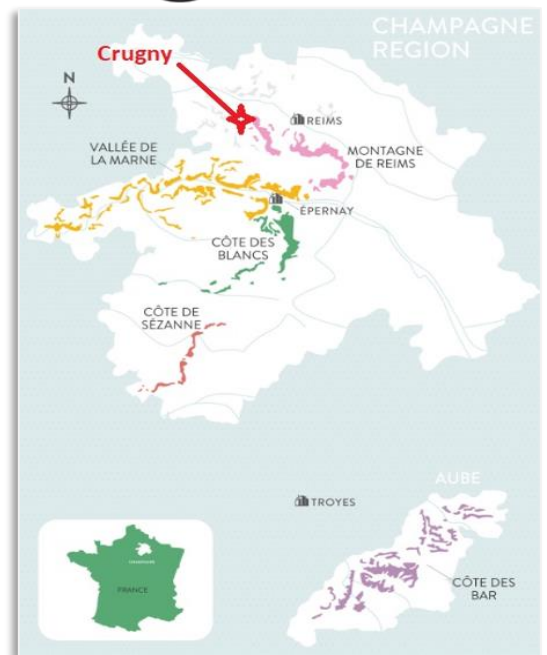 CHAMPAGNE
REGION
Crugny
N
REIMS
VALLÉE DE
LA MARNE
MONTAGNE
DE REIMS
ÉPERNAY
CÔTE DES
BLANCS
CÔTE DE
SÉZANNE
AUBE
TROYES
CÔTE DES
BAR
FRANCE